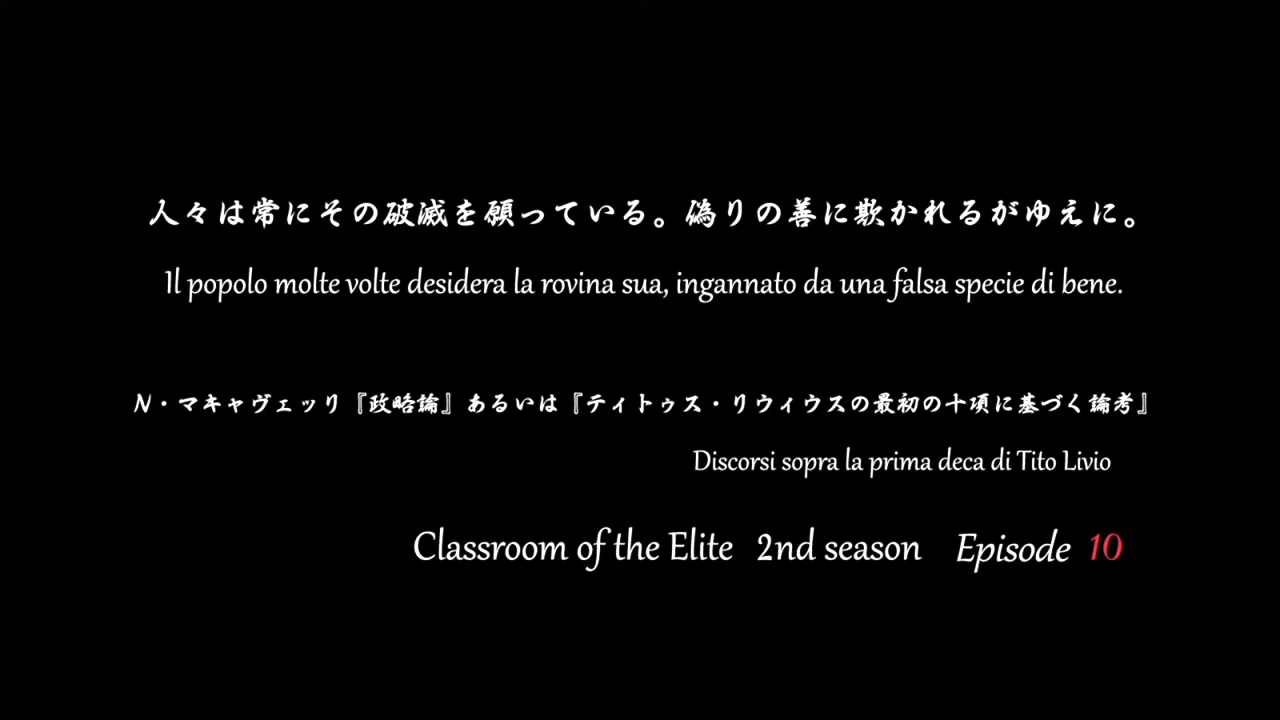 人々は常にその破滅を願っている。偽りの善に欺かれるがゆえに。
Il popolo molte volte desidera la rovina sua, ingannato da una falsa specie di bene.
N・マキャヴェッリ『政略論』あるいは『ティトゥス・リウィウスの最初の十項に基づく論考』
Discorsi sopra la prima deca di Tito Livio
Classroom of the Elite 2nd season Episode 10